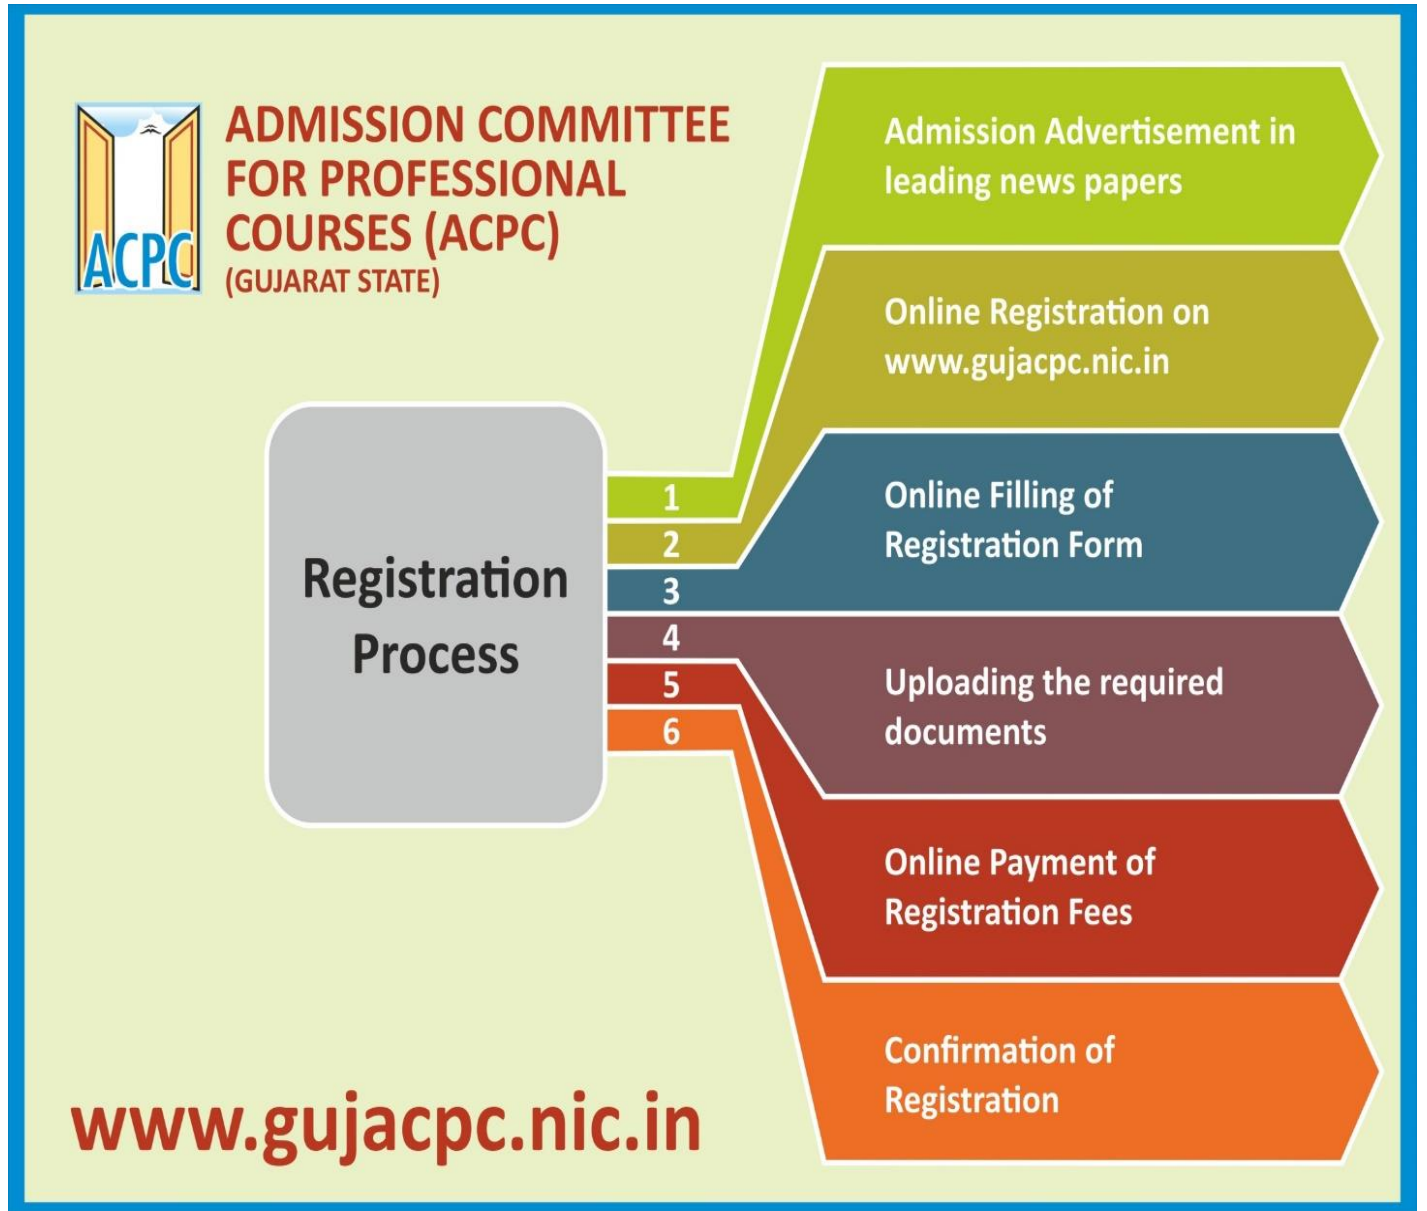 ACPC
ADMISSION COMMITTEE
FOR PROFESSIONAL
COURSES (ACPC)
(GUJARAT STATE)
Registration
Process
1
Admission Advertisement in
leading news papers
2
Online Registration on
www.gujacpc.nic.in
3
Online Filling of
Registration Form
4
Uploading the required
documents
5
Online Payment of
Registration Fees
6
Confirmation of
Registration
www.gujacpc.nic.in